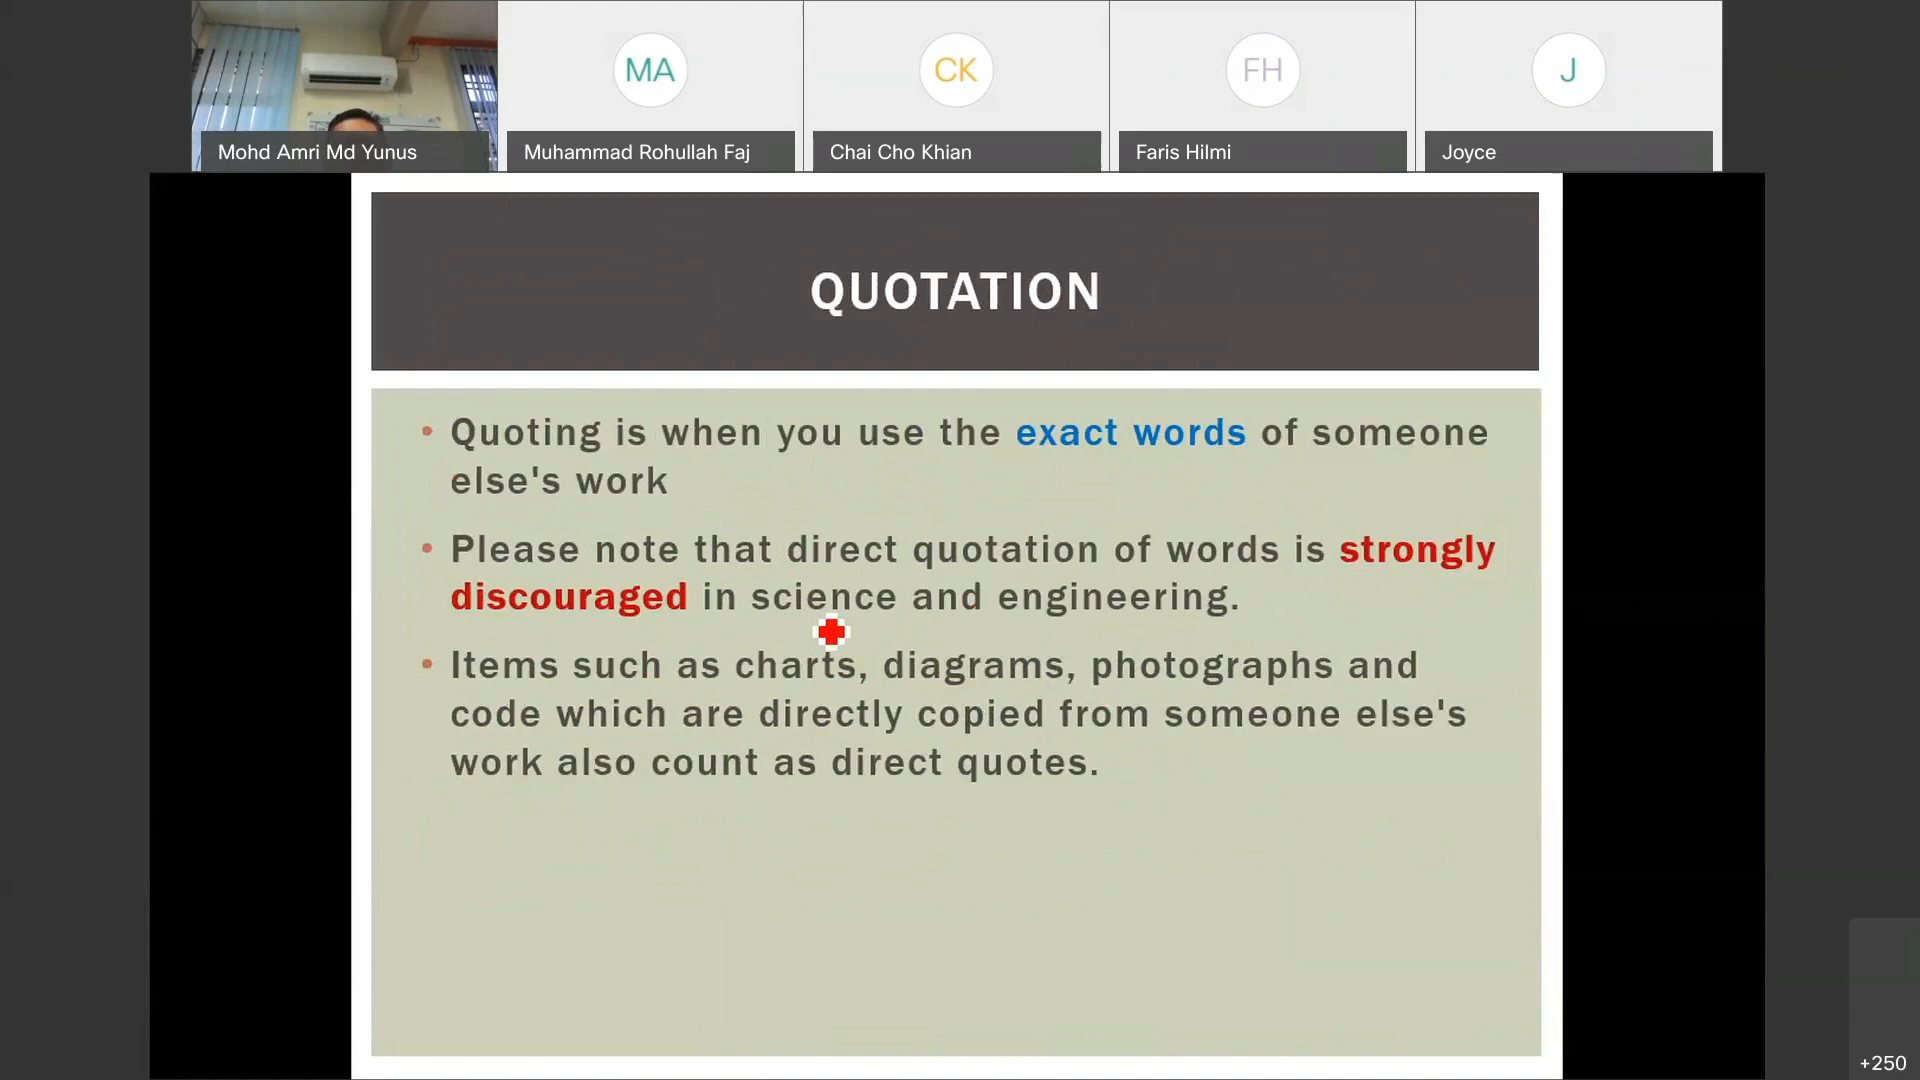 MA
CK
FH
J
Mohd Amri Md Yunus
Muhammad Rohullah Faj
Chai Cho Khian
Faris Hilmi
Joyce
QUOTATION
• Quoting is when you use the exact words of someone
else's work
• Please note that direct quotation of words is strongly
discouraged in science and engineering.
• Items such as charts, diagrams, photographs and
code which are directly copied from someone else's
work also count as direct quotes.
+250